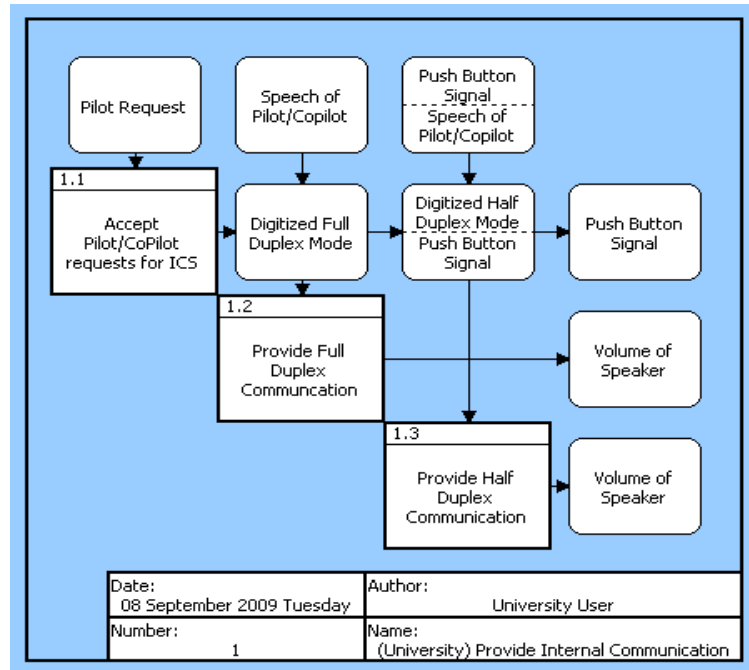 Pilot Request
Speech of
Pilot/Copilot
Push Button
Signal
Speech of
Pilot/Copilot
1.1
Accept
Pilot/CoPilot
requests for ICS
Digitized Full
Duplex Mode
Digitized Half
Duplex Mode
Push Button
Signal
Push Button
Signal
1.2
Provide Full
Duplex
Communcation
Volume of
Speaker
1.3
Provide Half
Duplex
Communication
Volume of
Speaker
Date:
08 September 2009 Tuesday
Author:
University User
Number:
1
Name:
(University) Provide Internal Communication